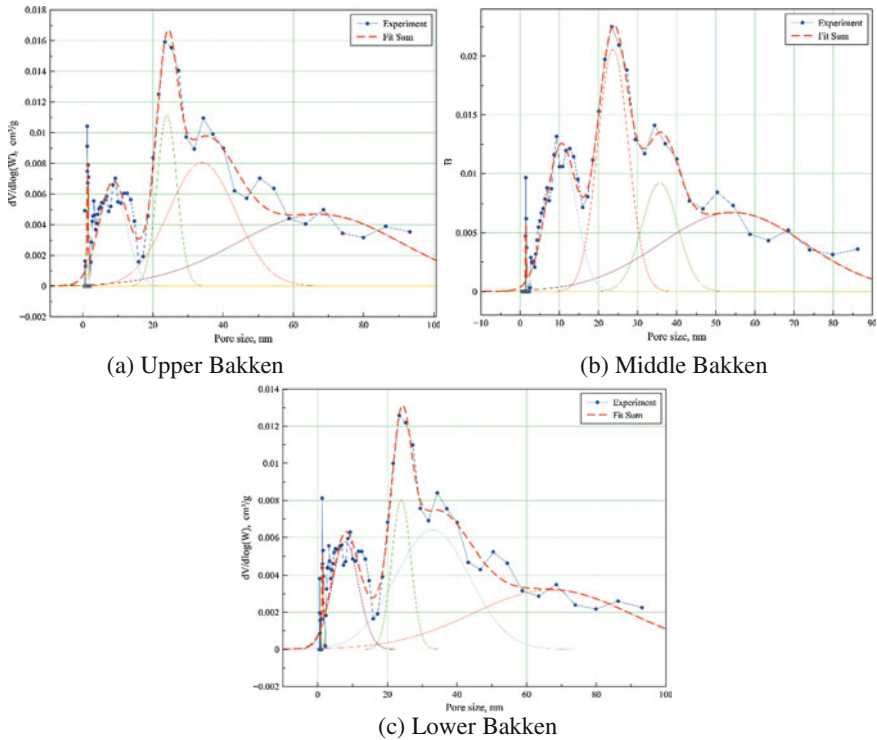 Experiment
Fit Sum
0.018
0.016
0.014
0.012
0.01
0.008
0.006
0.004
0.002
0
−0.002
dV/dlog(W), cm³/g
0 20 40 60 80 100
Pore size, nm
(a) Upper Bakken
Experiment
Fit Sum
0.02
0.015
0.01
0.005
0
B
−10 0 10 20 30 40 50 60 70 80 90
Pore size, nm
(b) Middle Bakken
Experiment
Fit Sum
0.014
0.012
0.01
0.008
0.006
0.004
0.002
0
−0.002
dV/dlog(W), cm³/g
0 20 40 60 80 100
Pore size, nm
(c) Lower Bakken